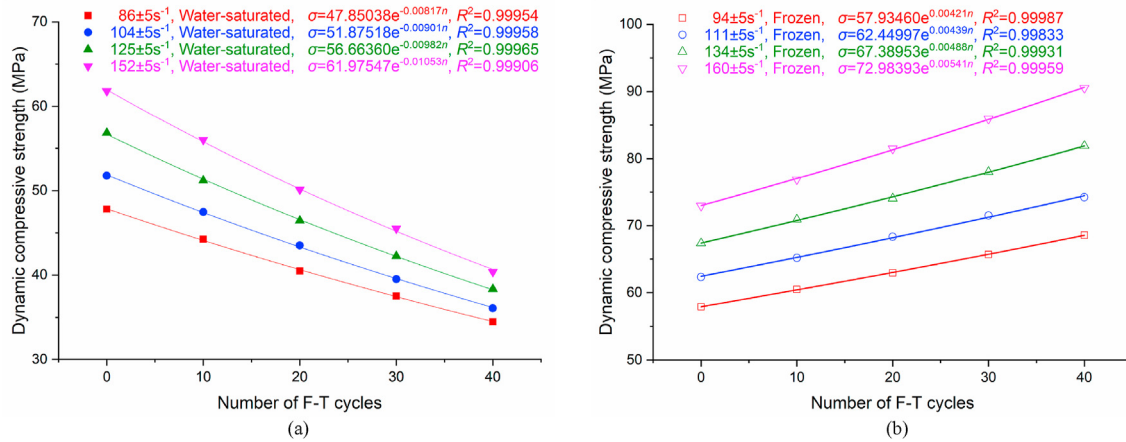 86±5s⁻¹, Water-saturated, σ=47.85038e^-0.00817n, R²=0.99954
104±5s⁻¹, Water-saturated, σ=51.87518e^-0.00901n, R²=0.99958
125±5s⁻¹, Water-saturated, σ=56.66360e^-0.00982n, R²=0.99965
152±5s⁻¹, Water-saturated, σ=61.97547e^-0.01053n, R²=0.99906
Dynamic compressive strength (MPa)
70
60
50
40
30
0 10 20 30 40
Number of F-T cycles
(a)
94±5s⁻¹, Frozen, σ=57.93460e^0.00421n, R²=0.99987
111±5s⁻¹, Frozen, σ=62.44997e^0.00439n, R²=0.99833
134±5s⁻¹, Frozen, σ=67.38953e^0.00488n, R²=0.99931
160±5s⁻¹, Frozen, σ=72.98393e^0.00541n, R²=0.99959
Dynamic compressive strength (MPa)
100
90
80
70
60
50
0 10 20 30 40
Number of F-T cycles
(b)